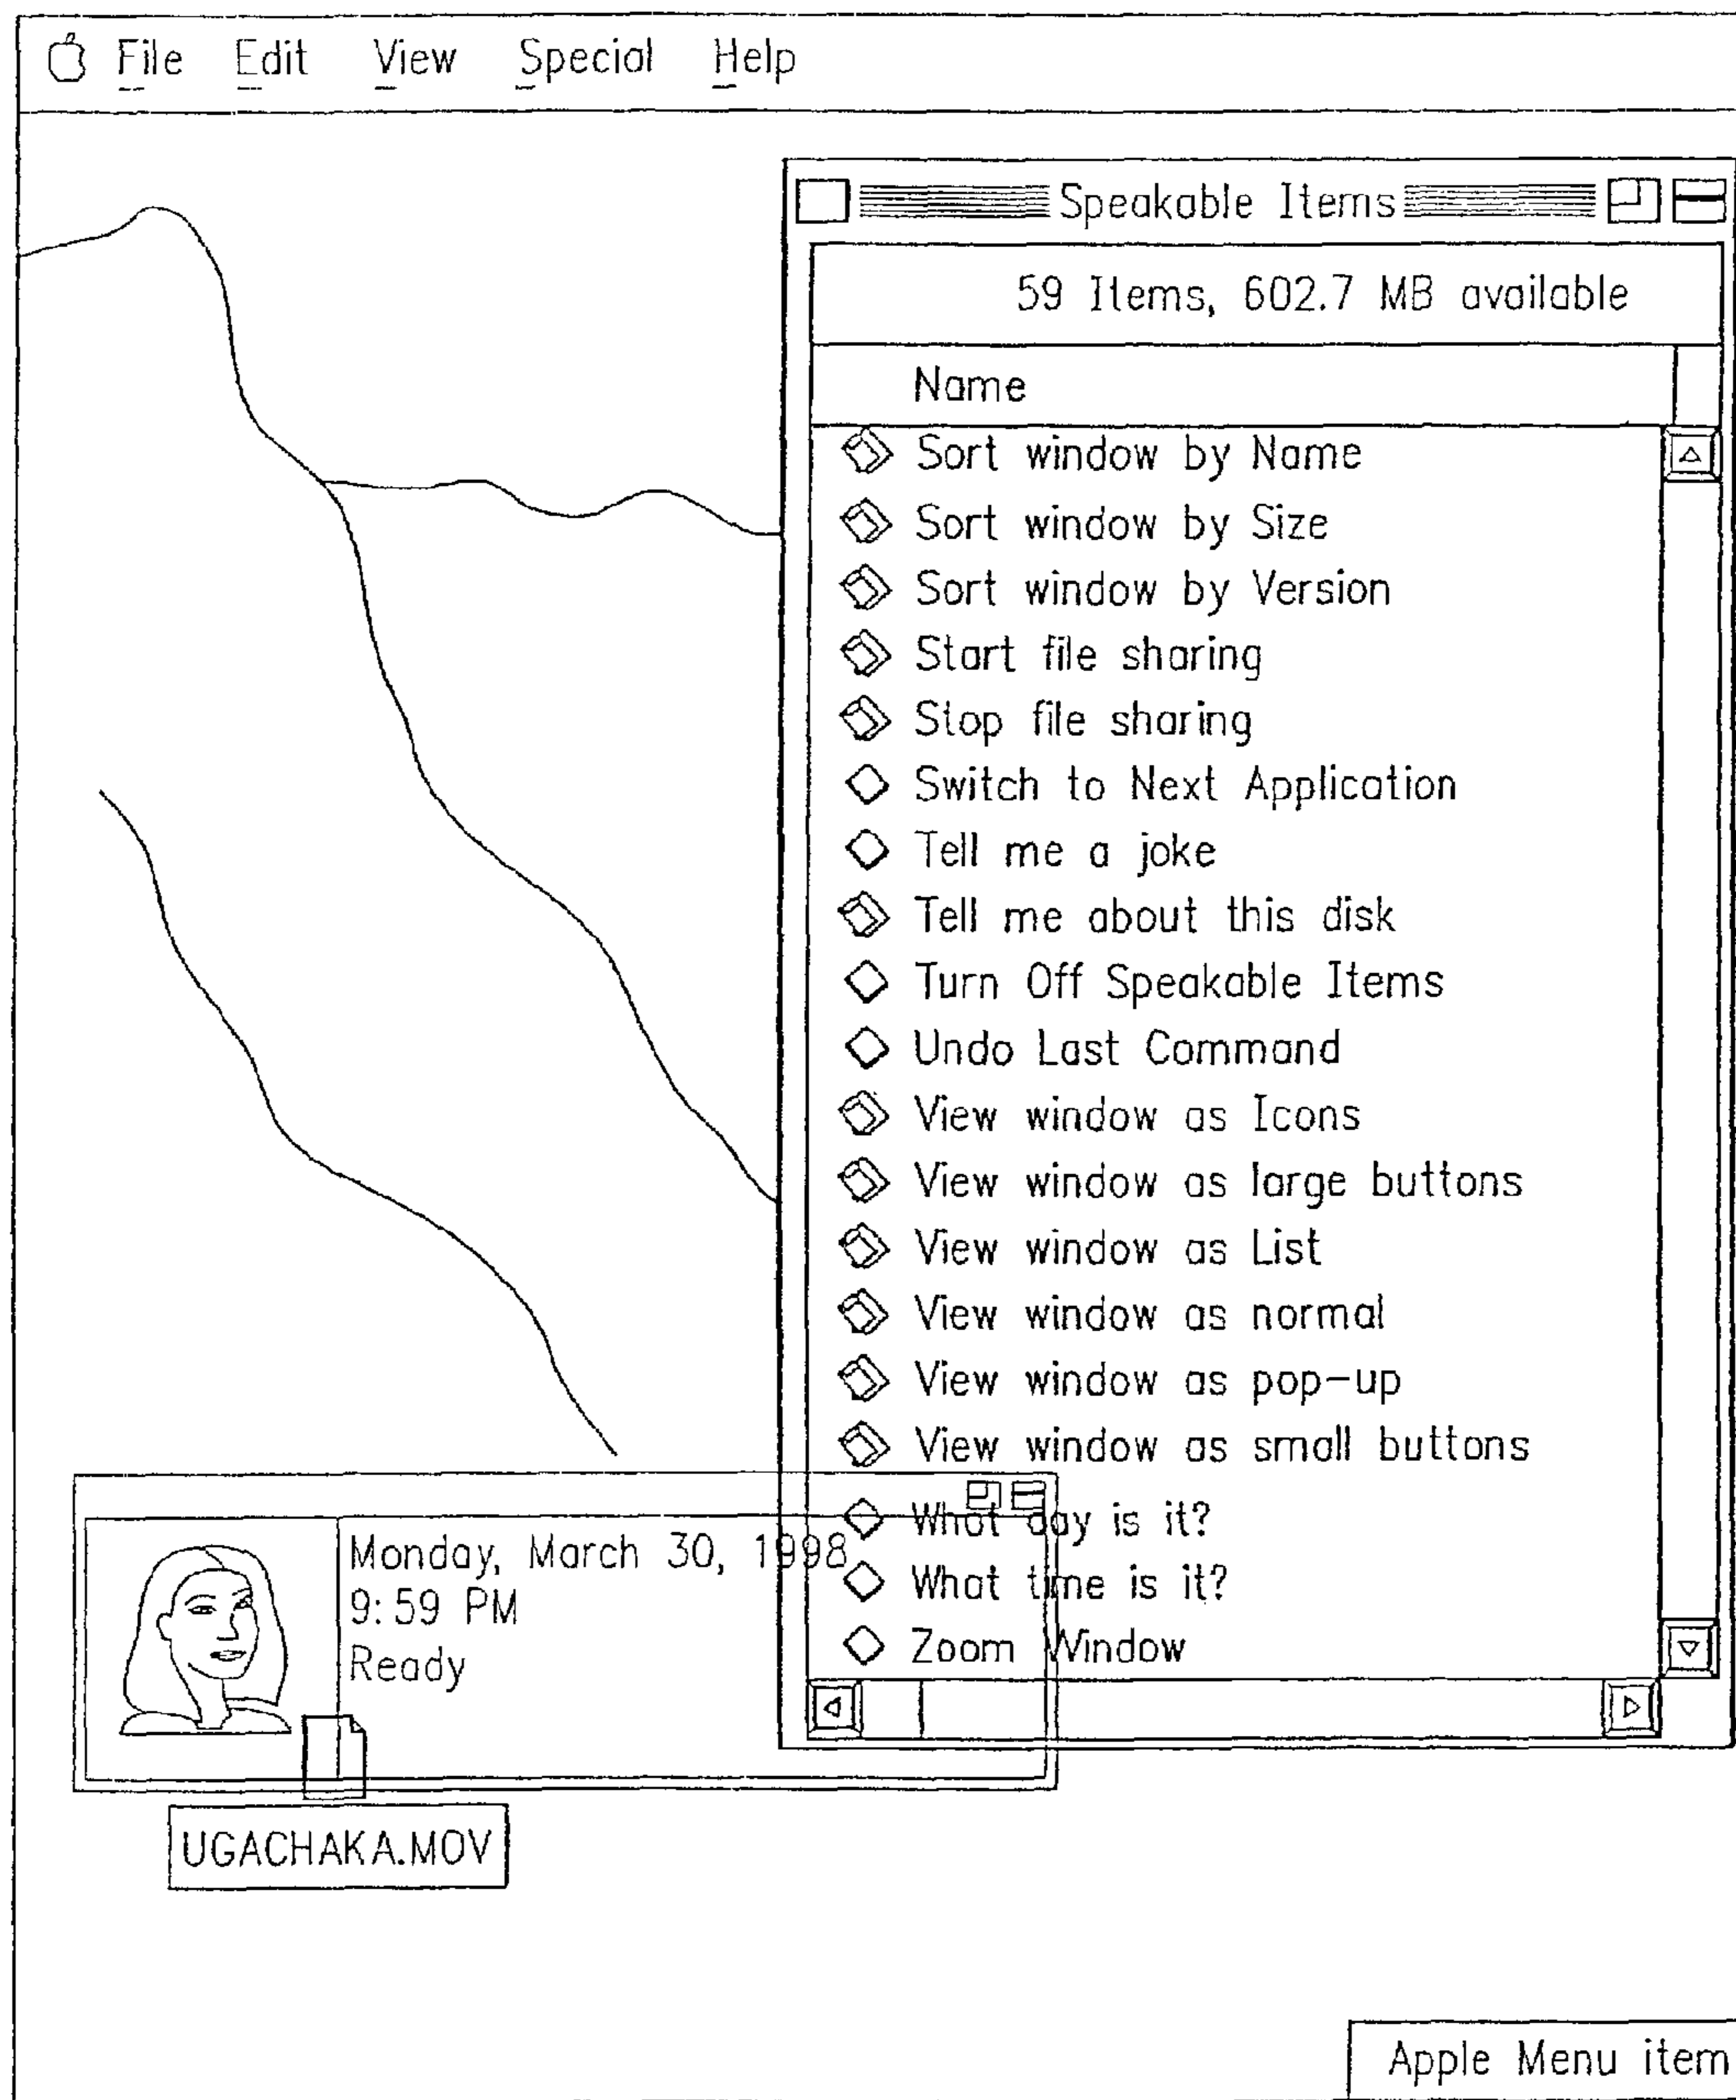 File Edit View Special Help
Speakable Items
59 Items, 602.7 MB available
Name
Sort window by Name
Sort window by Size
Sort window by Version
Start file sharing
Stop file sharing
Switch to Next Application
Tell me a joke
Tell me about this disk
Turn Off Speakable Items
Undo Last Command
View window as Icons
View window as large buttons
View window as List
View window as normal
View window as pop-up
View window as small buttons
What day is it?
What time is it?
Zoom Window
Monday, March 30, 1998
9:59 PM
Ready
UGACHAKA.MOV
Apple Menu item